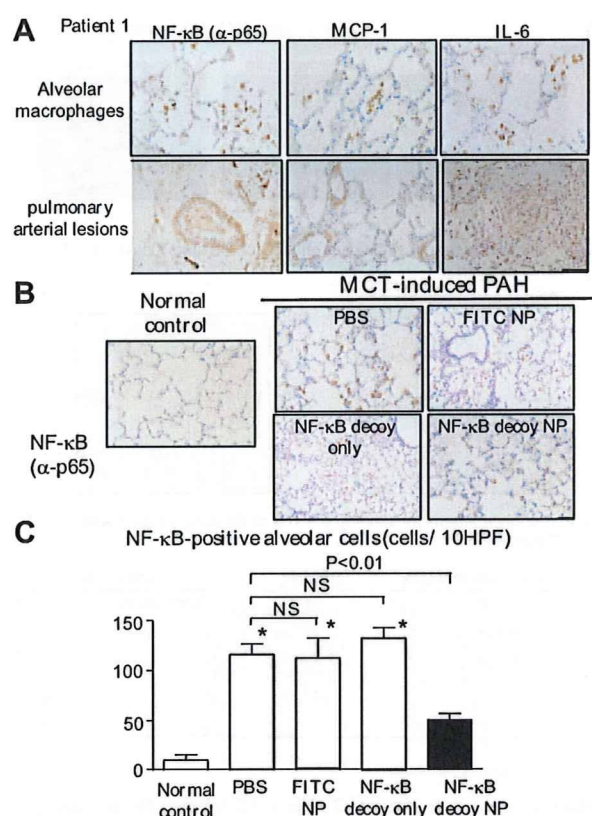 A
Patient 1
NF-κB (α-p65)
MCP-1
IL-6
Alveolar
macrophages
pulmonary
arterial lesions
B
MCT-induced PAH
Normal
control
PBS
FITC NP
NF-κB decoy
only
NF-κB decoy NP
NF-κB
(α-p65)
C
NF-κB-positive alveolar cells(cells/ 10HPF)
P<0.01
NS
NS
150
100
50
0
*
*
*
Normal
control
PBS
FITC
NP
NF-κB
decoy only
NF-κB
decoy NP